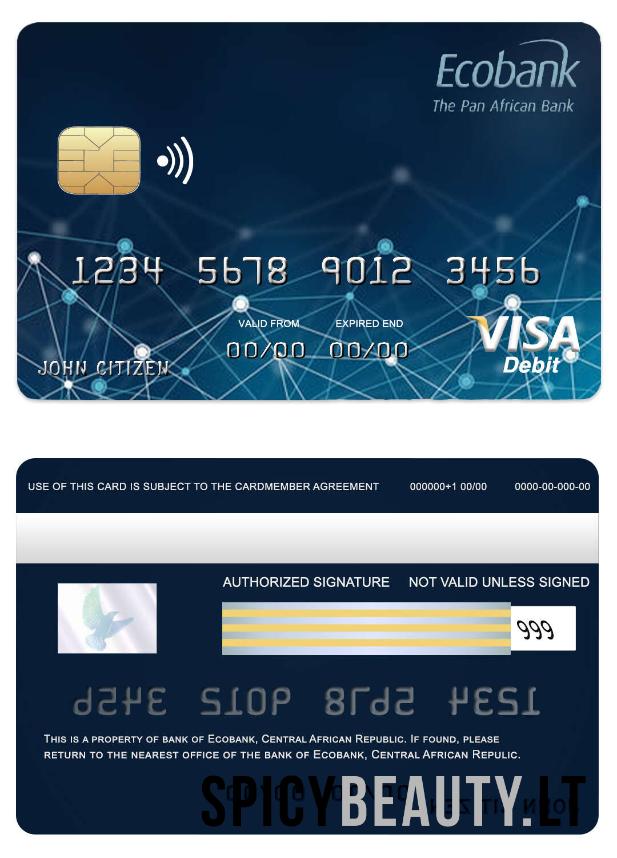 Ecobank
The Pan African Bank
1234 5678 9012 3456
VALID FROM EXPIRED END
00/00 00/00
JOHN CITIZEN
VISA
Debit
USE OF THIS CARD IS SUBJECT TO THE CARDMEMBER AGREEMENT 000000+1 00/00 0000-00-000-00
AUTHORIZED SIGNATURE NOT VALID UNLESS SIGNED
999
THIS IS A PROPERTY OF BANK OF ECOBANK, CENTRAL AFRICAN REPUBLIC. IF FOUND, PLEASE
RETURN TO THE NEAREST OFFICE OF THE BANK OF ECOBANK, CENTRAL AFRICAN REPULIC.
SPICYBEAUTY.LT